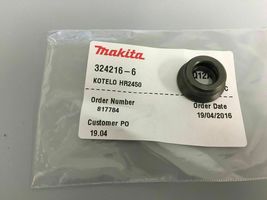 makita
324216-6
KOTELO HR2450
Order Number
817784
Order Date
19/04/2016
Customer PO
19.04